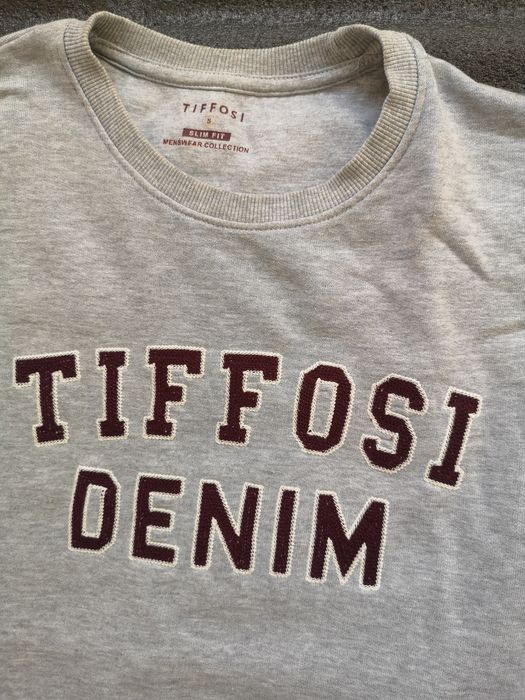 TIFFOSI
S
SLIM FIT
MENSWEAR COLLECTION
TIFFOSI
DENIM